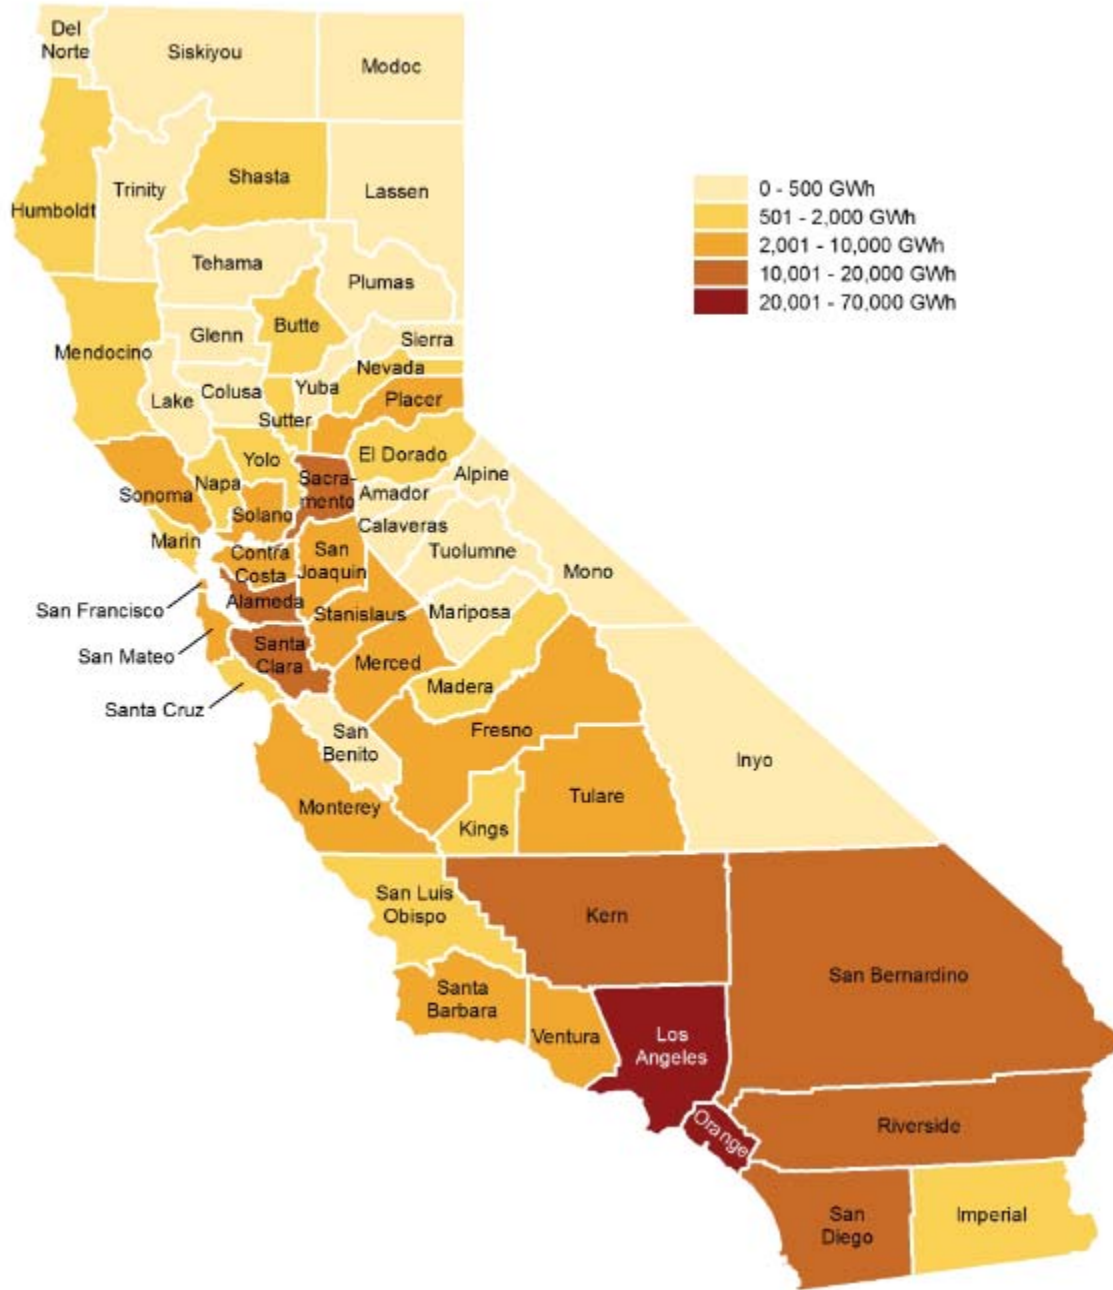 Del
Norte
Siskiyou
Modoc
Shasta
Trinity
Lassen
Humboldt
0 - 500 GWh
501 - 2,000 GWh
2,001 - 10,000 GWh
10,001 - 20,000 GWh
20,001 - 70,000 GWh
Tehama
Plumas
Glenn
Butte
Sierra
Mendocino
Nevada
Lake
Colusa
Yuba
Placer
Sutter
El Dorado
Yolo
Alpine
Napa
Sacra-
mento
Amador
Sonoma
Solano
Calaveras
Marin
Contra
Costa
San
Joaquin
Tuolumne
Mono
San Francisco
Alameda
Stanislaus
Mariposa
San Mateo
Santa
Clara
Merced
Madera
Santa Cruz
San
Benito
Fresno
Inyo
Monterey
Tulare
Kings
San Luis
Obispo
Kern
San Bernardino
Santa
Barbara
Ventura
Los
Angeles
Orange
Riverside
San
Diego
Imperial